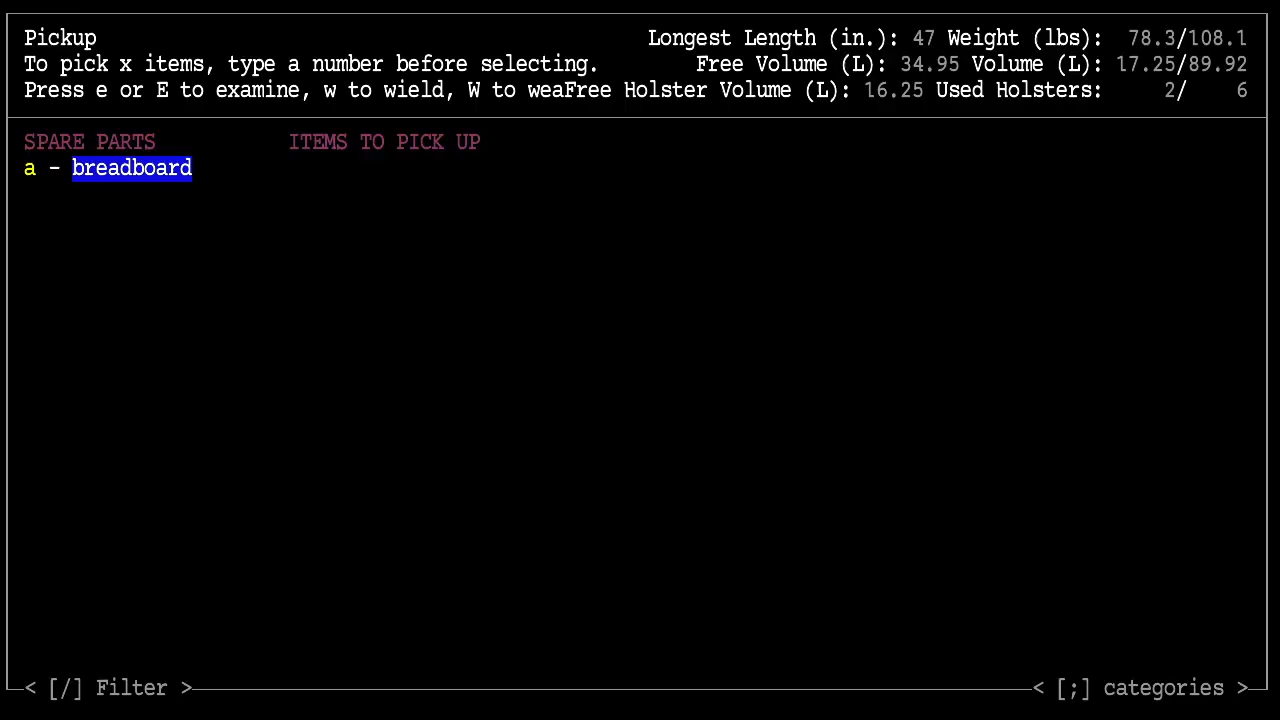 Pickup Longest Length (in.): 47 Weight (lbs): 78.3/108.1
To pick x items, type a number before selecting. Free Volume (L): 34.95 Volume (L): 17.25/89.92
Press e or E to examine, w to wield, W to weaFree Holster Volume (L): 16.25 Used Holsters: 2/ 6
SPARE PARTS ITEMS TO PICK UP
a - breadboard
< [/] Filter > < [;] categories >